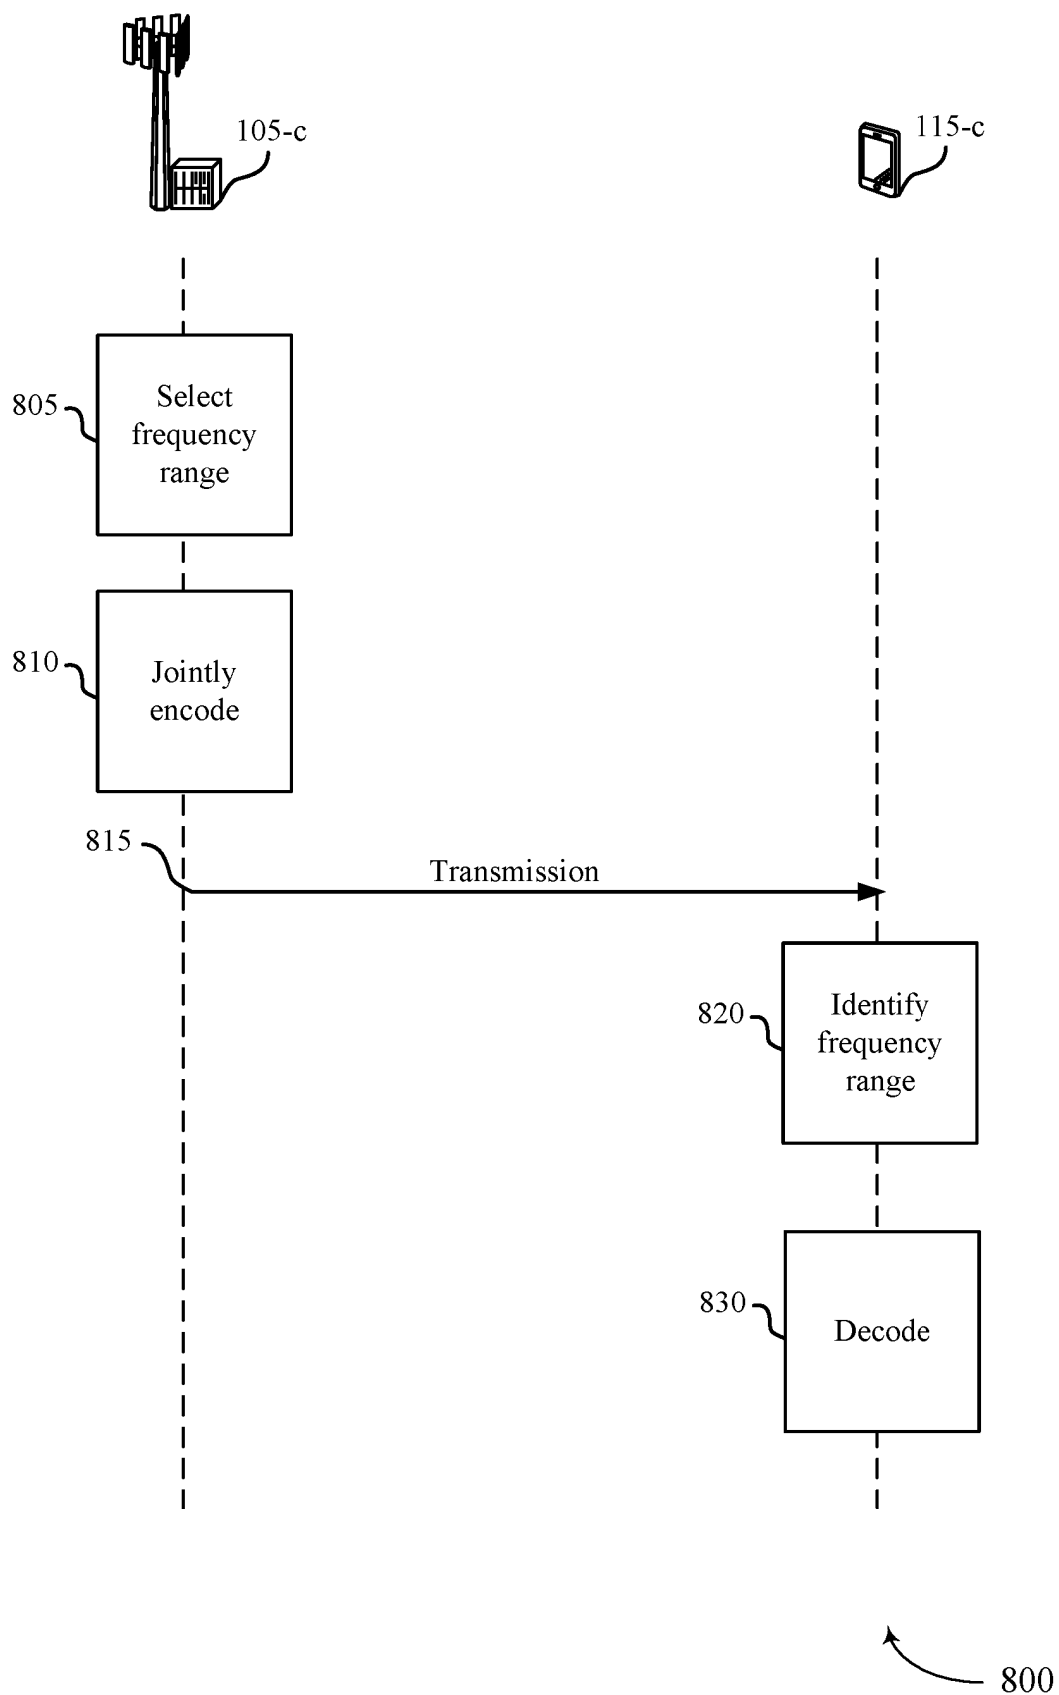 105-c
115-c
805
Select
frequency
range
810
Jointly
encode
815
Transmission
820
Identify
frequency
range
830
Decode
800